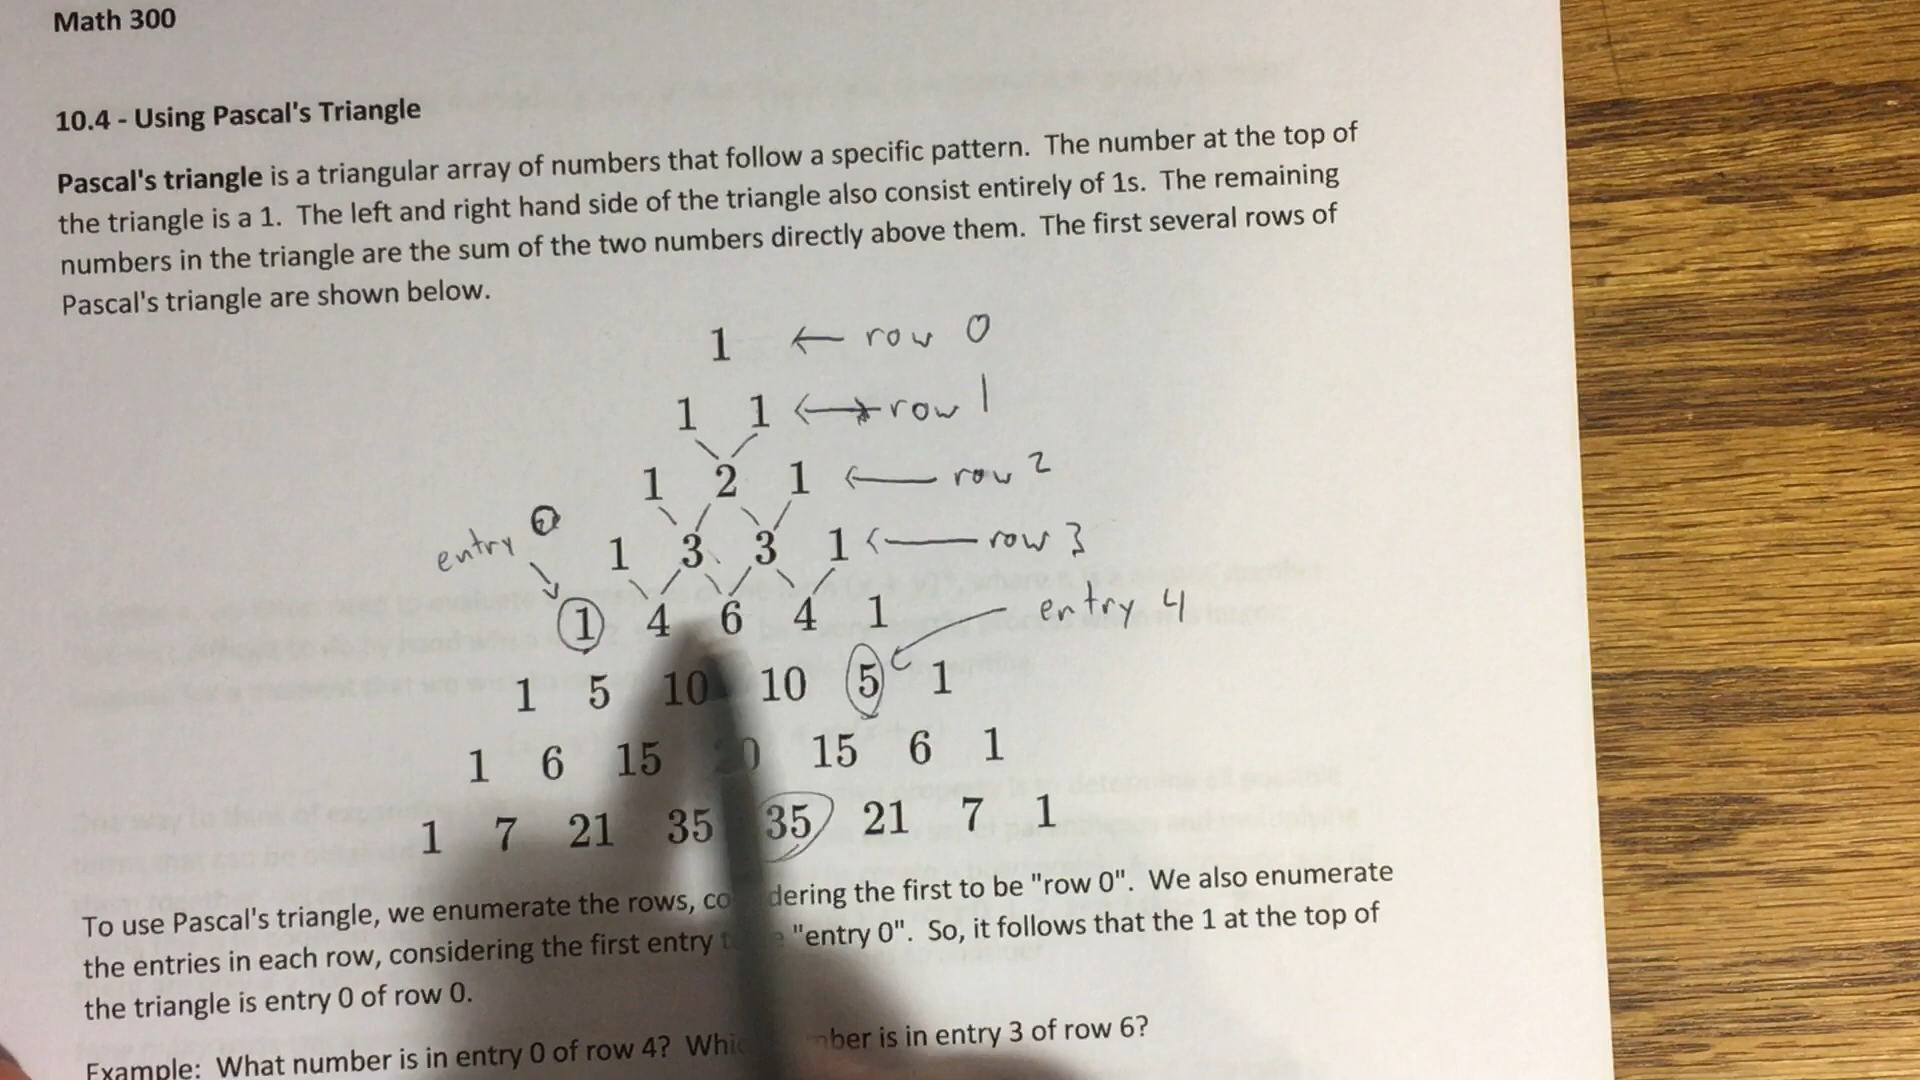 Math 300
10.4 - Using Pascal's Triangle
Pascal's triangle is a triangular array of numbers that follow a specific pattern. The number at the top of
the triangle is a 1. The left and right hand side of the triangle also consist entirely of 1s. The remaining
numbers in the triangle are the sum of the two numbers directly above them. The first several rows of
Pascal's triangle are shown below.
1 ← row 0
1 1 ← row 1
1 2 1 ← row 2
entry 0
1 3 3 1 ← row 3
1 4 6 4 1 entry 4
1 5 10 10 5 1
1 6 15 15 6 1
1 7 21 35 35 21 7 1
To use Pascal's triangle, we enumerate the rows, the first to be "row 0". We also enumerate
the entries in each row, considering the first entry "entry 0". So, it follows that the 1 at the top of
the triangle is entry 0 of row 0.
Example: What number is in entry 0 of row 4? is in entry 3 of row 6?